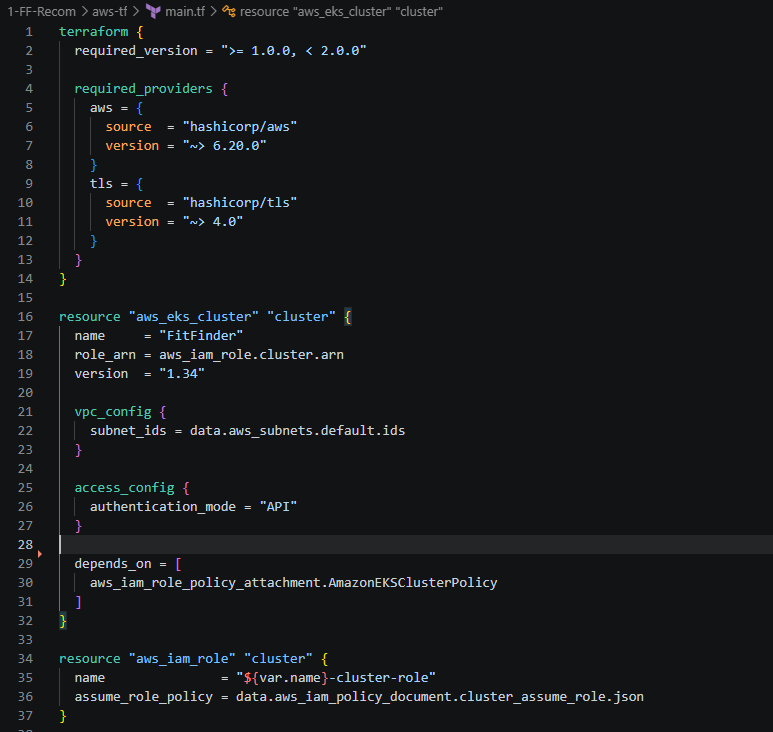 1-FF-Recom > aws-tf > main.tf > resource "aws_eks_cluster" "cluster"
1 terraform {
2   required_version = ">= 1.0.0, < 2.0.0"
3
4   required_providers {
5     aws = {
6       source  = "hashicorp/aws"
7       version = "~> 6.20.0"
8     }
9     tls = {
10       source  = "hashicorp/tls"
11       version = "~> 4.0"
12     }
13   }
14 }
15
16 resource "aws_eks_cluster" "cluster" {
17   name     = "FitFinder"
18   role_arn = aws_iam_role.cluster.arn
19   version  = "1.34"
20
21   vpc_config {
22     subnet_ids = data.aws_subnets.default.ids
23   }
24
25   access_config {
26     authentication_mode = "API"
27   }
28
29   depends_on = [
30     aws_iam_role_policy_attachment.AmazonEKSClusterPolicy
31   ]
32 }
33
34 resource "aws_iam_role" "cluster" {
35   name               = "${var.name}-cluster-role"
36   assume_role_policy = data.aws_iam_policy_document.cluster_assume_role.json
37 }